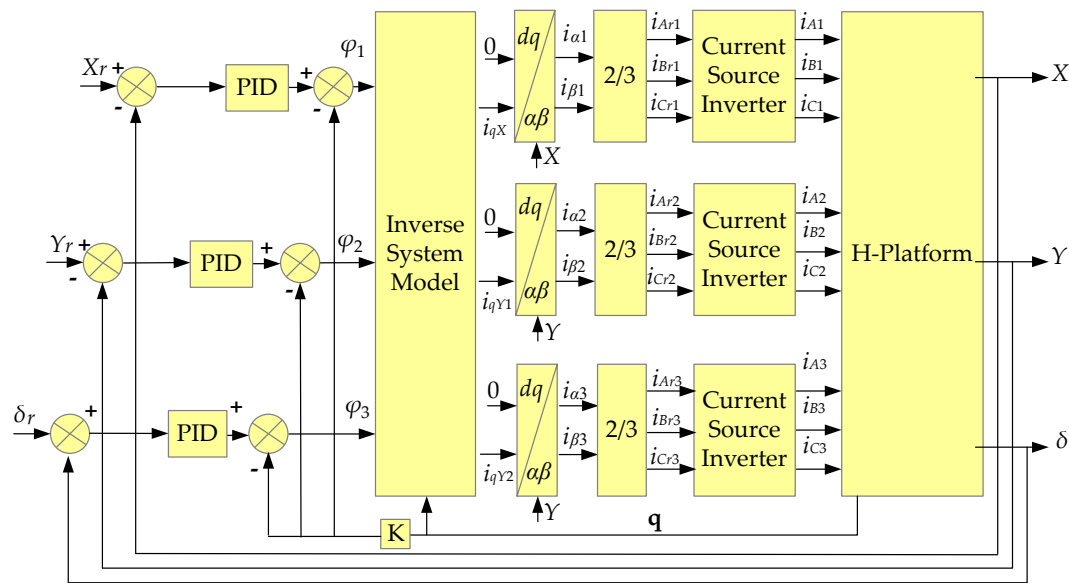 Xr + -
PID
+ -
φ1
Yr + -
PID
+ -
φ2
δr +
PID
+ -
φ3
K
Inverse
System
Model
0
iqX
dq
αβ
X
iα1
iβ1
2/3
iAr1
iBr1
iCr1
Current
Source
Inverter
iA1
iB1
iC1
0
iqY1
dq
αβ
Y
iα2
iβ2
2/3
iAr2
iBr2
iCr2
Current
Source
Inverter
iA2
iB2
iC2
0
iqY2
dq
αβ
Y
iα3
iβ3
2/3
iAr3
iBr3
iCr3
Current
Source
Inverter
iA3
iB3
iC3
H-Platform
q
X
Y
δ